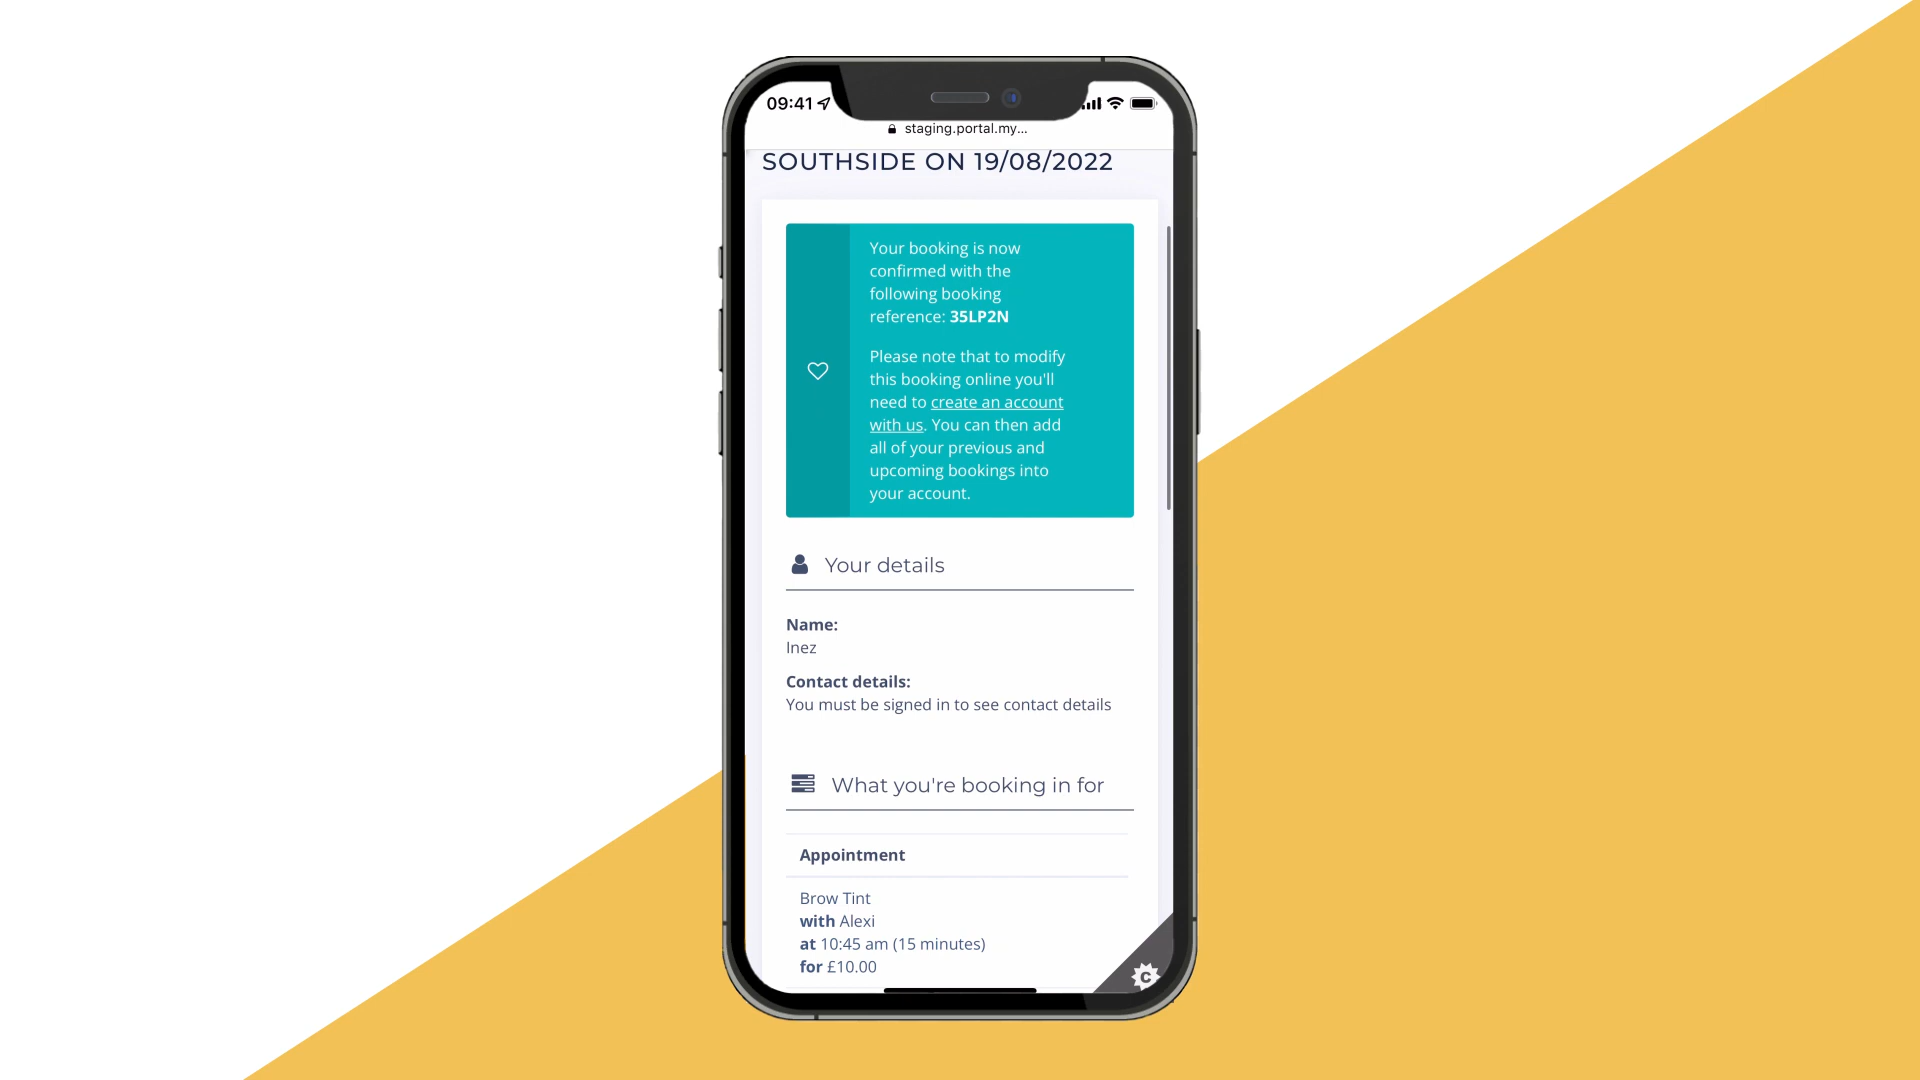 09:41
staging.portal.my...
SOUTHSIDE ON 19/08/2022
Your booking is now
confirmed with the
following booking
reference: 35LP2N
Please note that to modify
this booking online you'll
need to create an account
with us. You can then add
all of your previous and
upcoming bookings into
your account.
Your details
Name:
Inez
Contact details:
You must be signed in to see contact details
What you're booking in for
Appointment
Brow Tint
with Alexi
at 10:45 am (15 minutes)
for £10.00
C